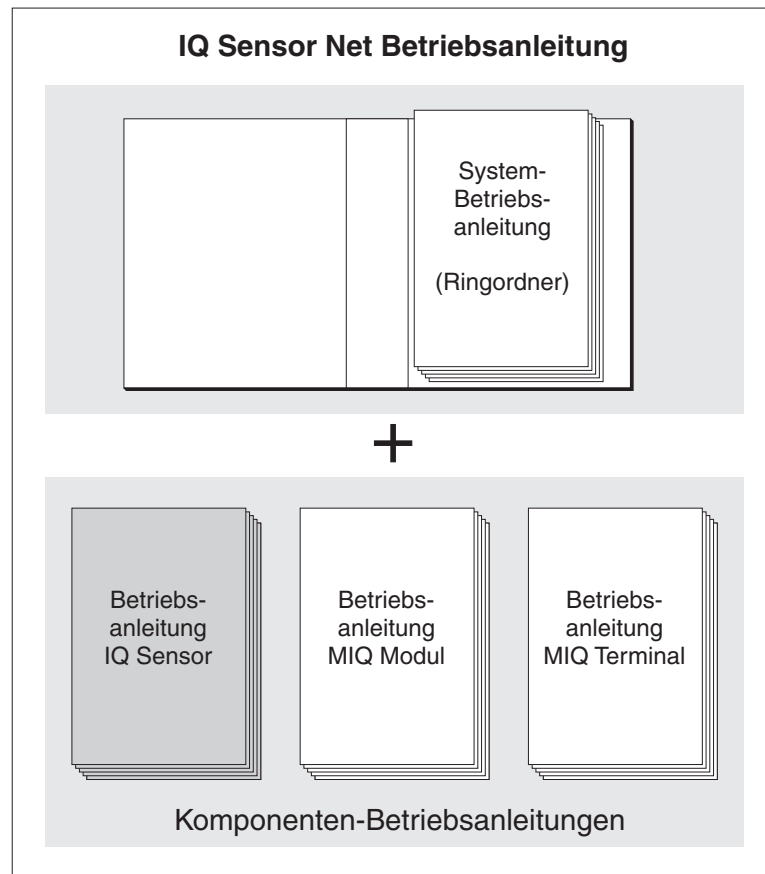 IQ Sensor Net Betriebsanleitung
System-
Betriebs-
anleitung
(Ringordner)
+
Betriebs-
anleitung
IQ Sensor
Betriebs-
anleitung
MIQ Modul
Betriebs-
anleitung
MIQ Terminal
Komponenten-Betriebsanleitungen